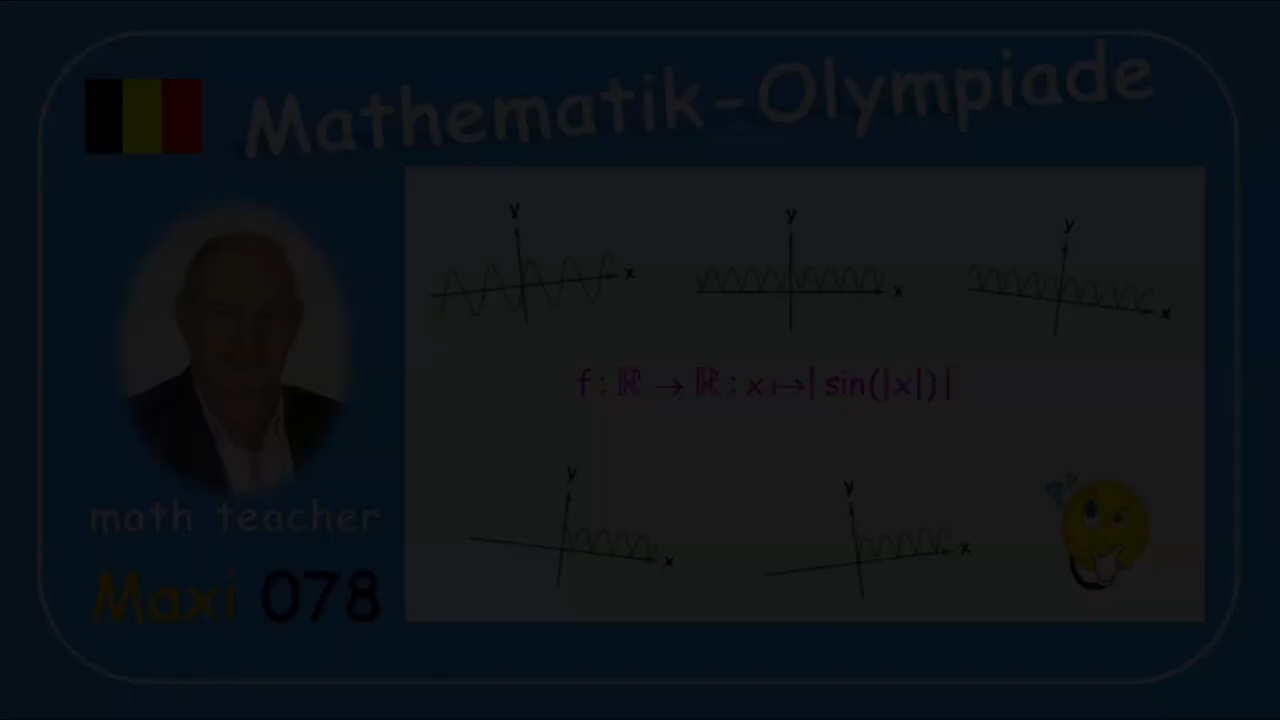 Mathematik-Olympiade
y
x
y
x
y
x
f : ℝ → ℝ : x ↦ | sin(|x|) |
y
x
y
x
??
math teacher
Maxi 078